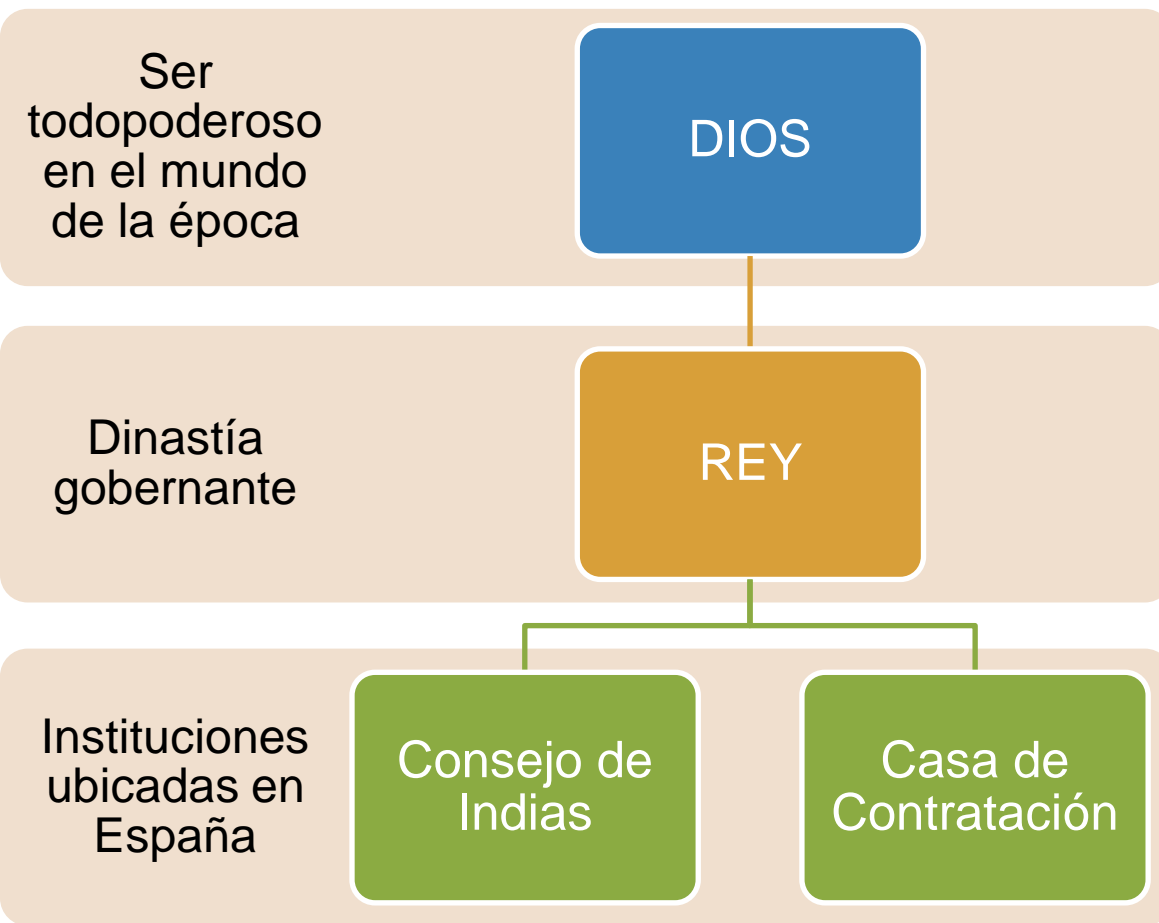 Ser
todopoderoso
en el mundo
de la época
DIOS
Dinastía
gobernante
REY
Instituciones
ubicadas en
España
Consejo de
Indias
Casa de
Contratación